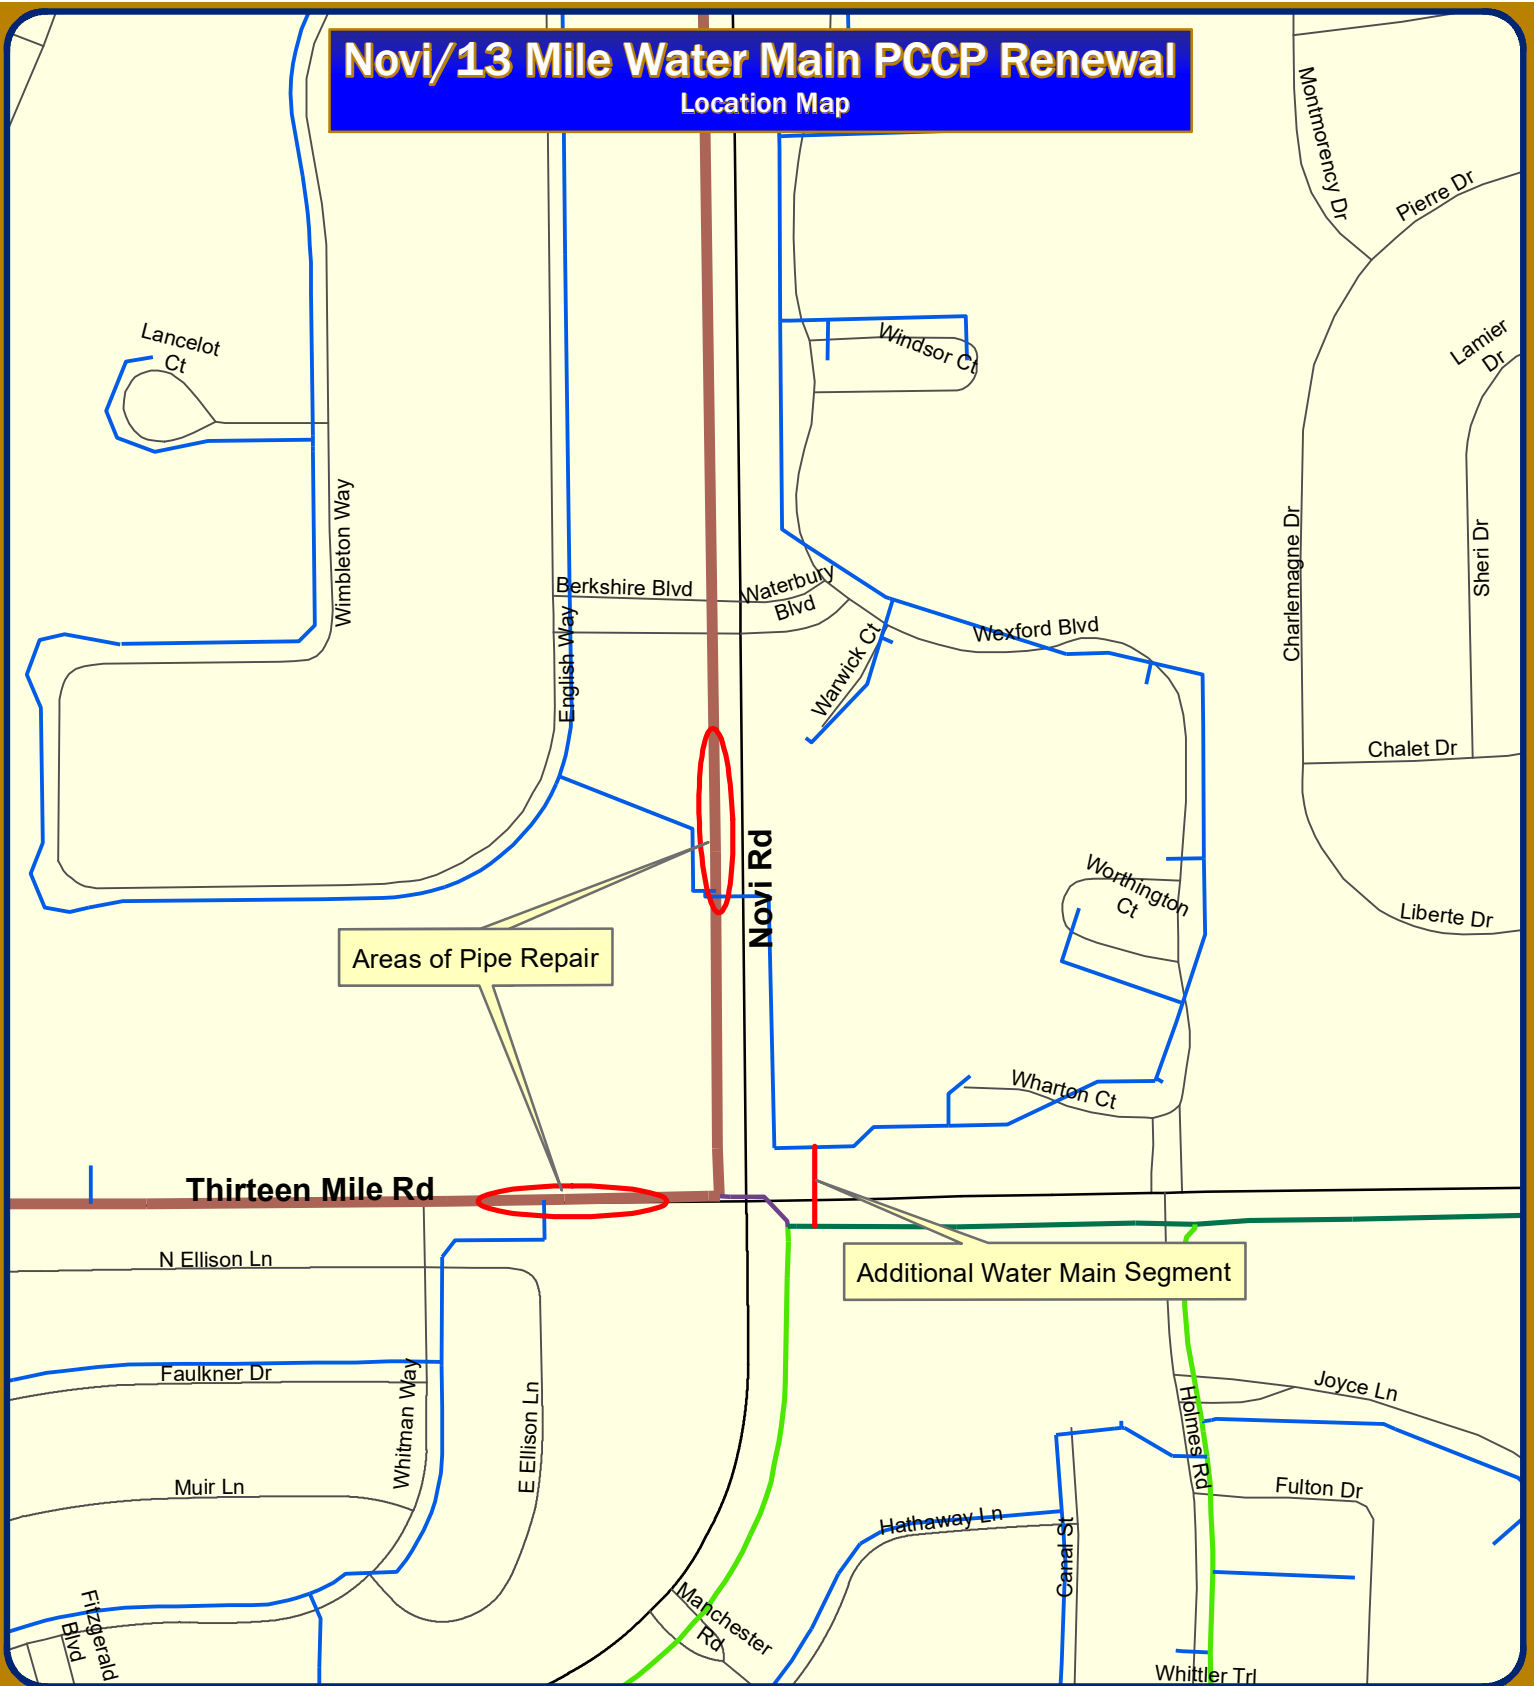 Novi/13 Mile Water Main PCCP Renewal
Location Map
Montmorency Dr
Pierre Dr
Lancelot
Ct
Windsor Ct
Lamier
Dr
Wimbleton Way
Charlemagne Dr
Sheri Dr
Berkshire Blvd
Waterbury
Blvd
English Way
Warwick Ct
Wexford Blvd
Chalet Dr
Novi Rd
Worthington
Ct
Liberte Dr
Areas of Pipe Repair
Wharton Ct
Thirteen Mile Rd
N Ellison Ln
Additional Water Main Segment
Faulkner Dr
Whitman Way
E Ellison Ln
Joyce Ln
Holmes Rd
Muir Ln
Fulton Dr
Hathaway Ln
Canal St
Fitzgerald
Blvd
Manchester
Rd
Whittler Trl